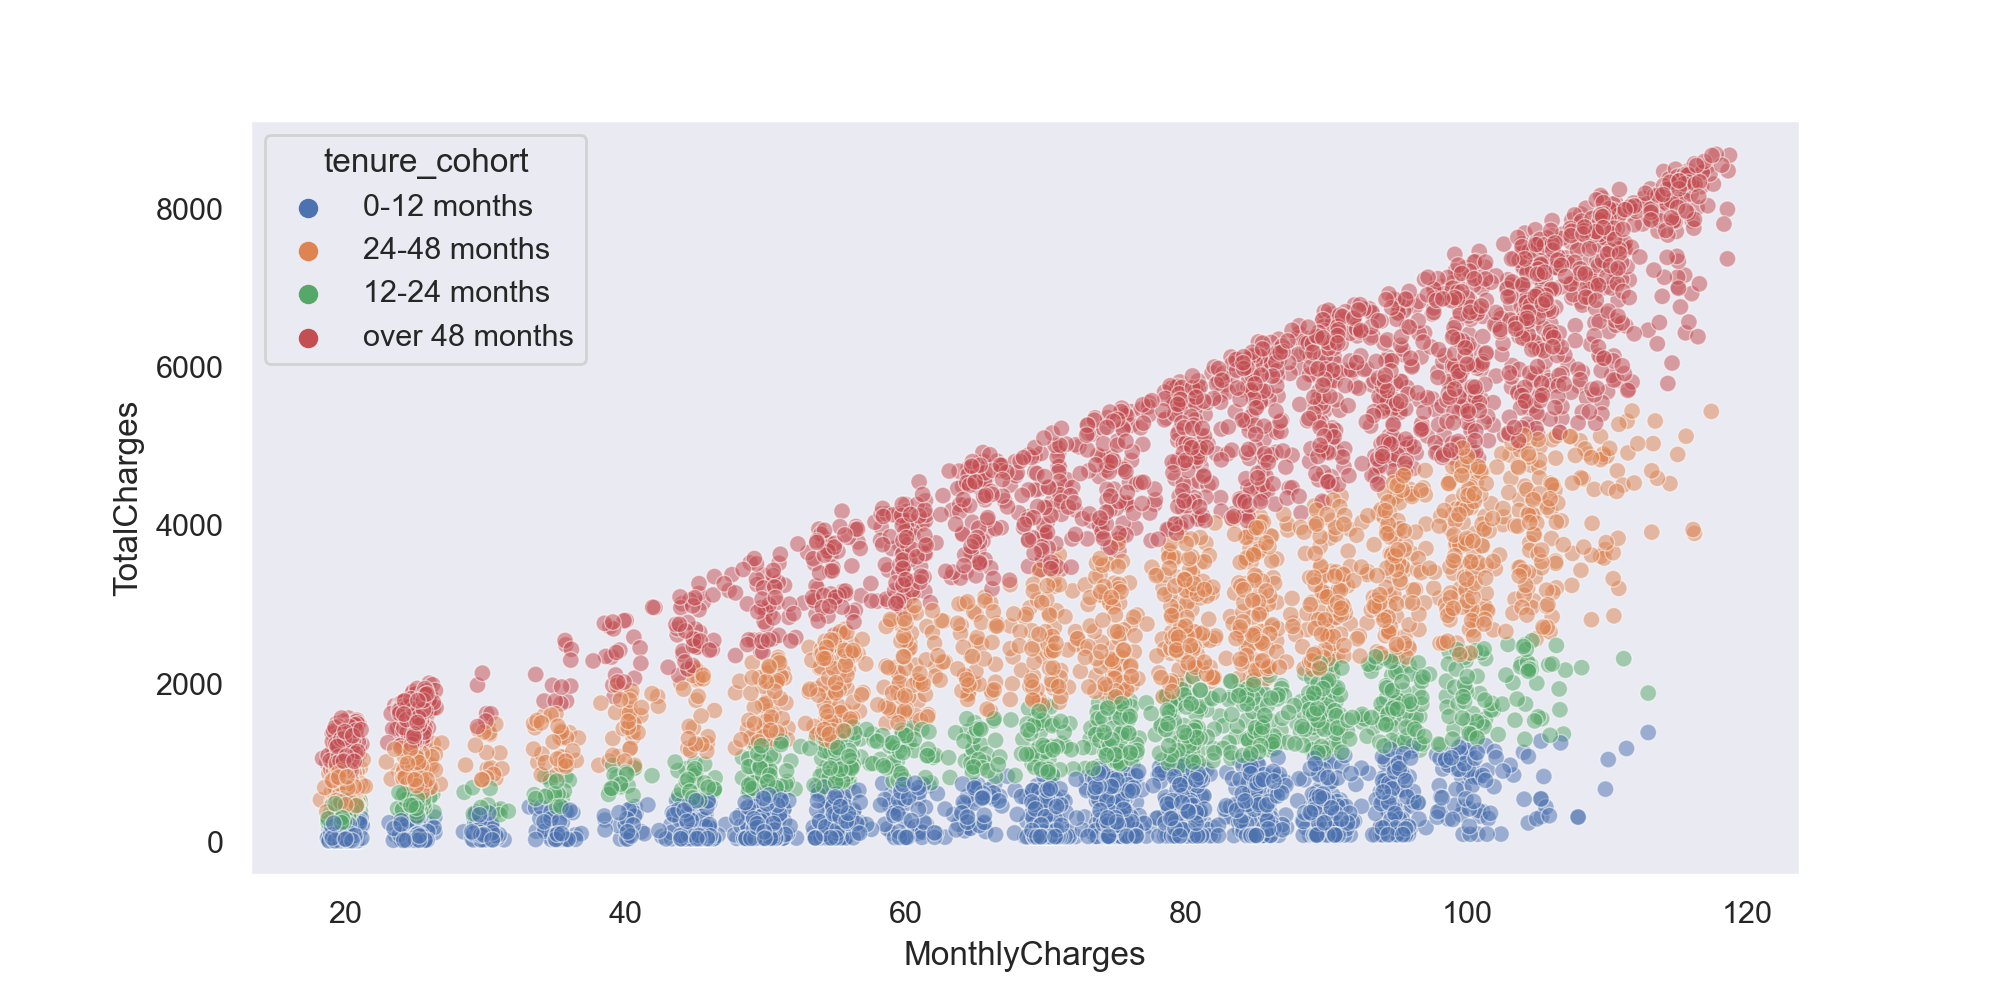 tenure_cohort
0-12 months
24-48 months
12-24 months
over 48 months
TotalCharges
8000
6000
4000
2000
0
20 40 60 80 100 120
MonthlyCharges